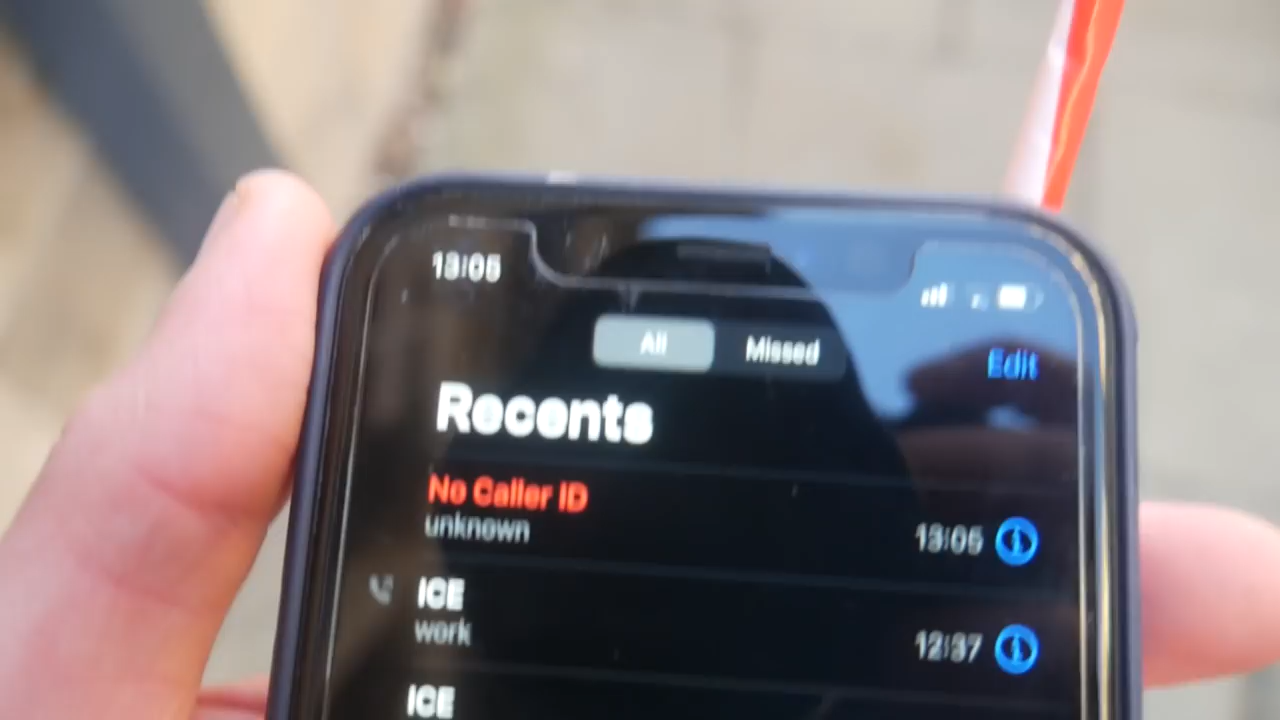 13:05
All Missed
Edit
Recents
No Caller ID
unknown
13:05
ICE
work
12:37
ICE